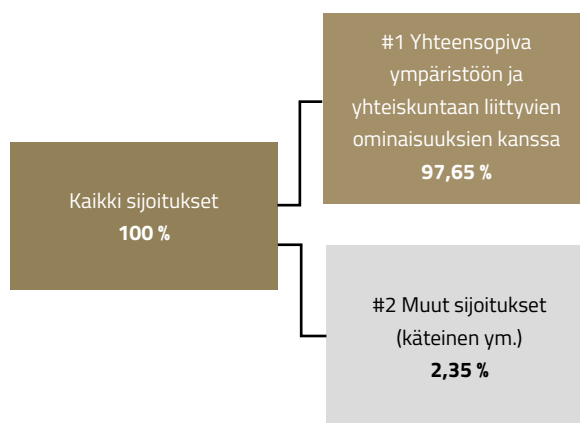 Kaikki sijoitukset
100 %
#1 Yhteensopiva
ympäristöön ja
yhteiskuntaan liittyvien
ominaisuuksien kanssa
97,65 %
#2 Muut sijoitukset
(käteinen ym.)
2,35 %